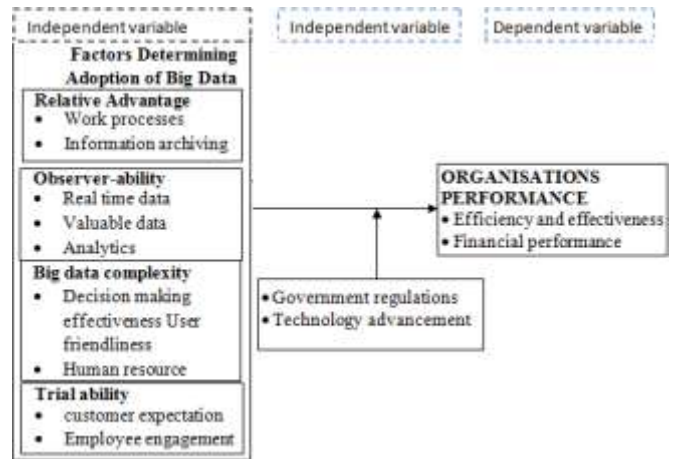 Independent variable
Independent variable
Dependent variable
Factors Determining
Adoption of Big Data
Relative Advantage
• Work processes
• Information archiving
Observer-ability
• Real time data
• Valuable data
• Analytics
Big data complexity
• Decision making
effectiveness User
friendliness
• Human resource
Trial ability
• customer expectation
• Employee engagement
• Government regulations
• Technology advancement
ORGANISATIONS
PERFORMANCE
• Efficiency and effectiveness
• Financial performance